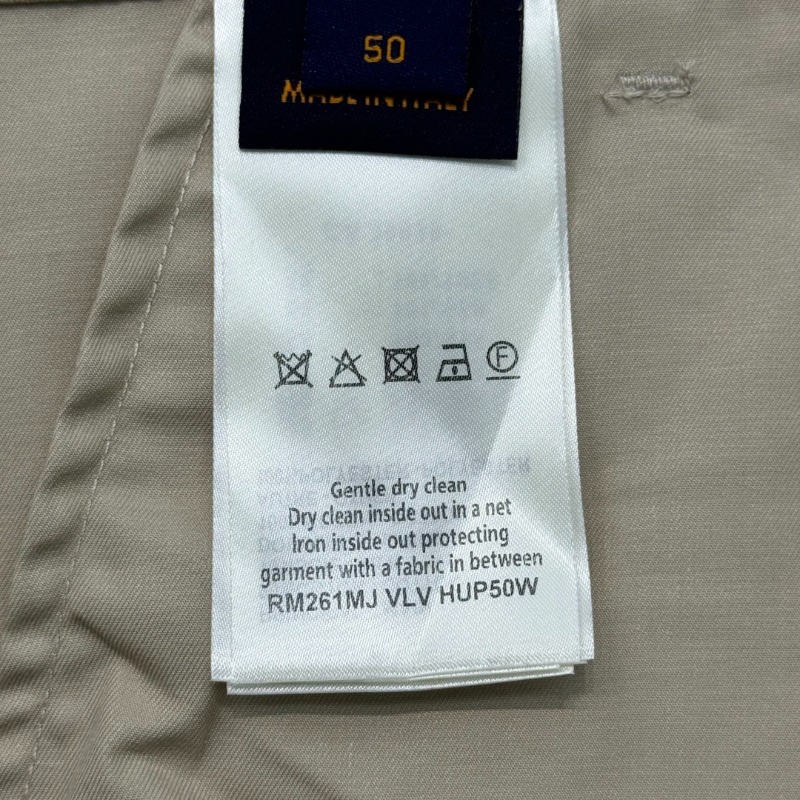 50
MADE IN ITALY
F
Gentle dry clean
Dry clean inside out in a net
Iron inside out protecting
garment with a fabric in between
RM261MJ VLV HUP50W